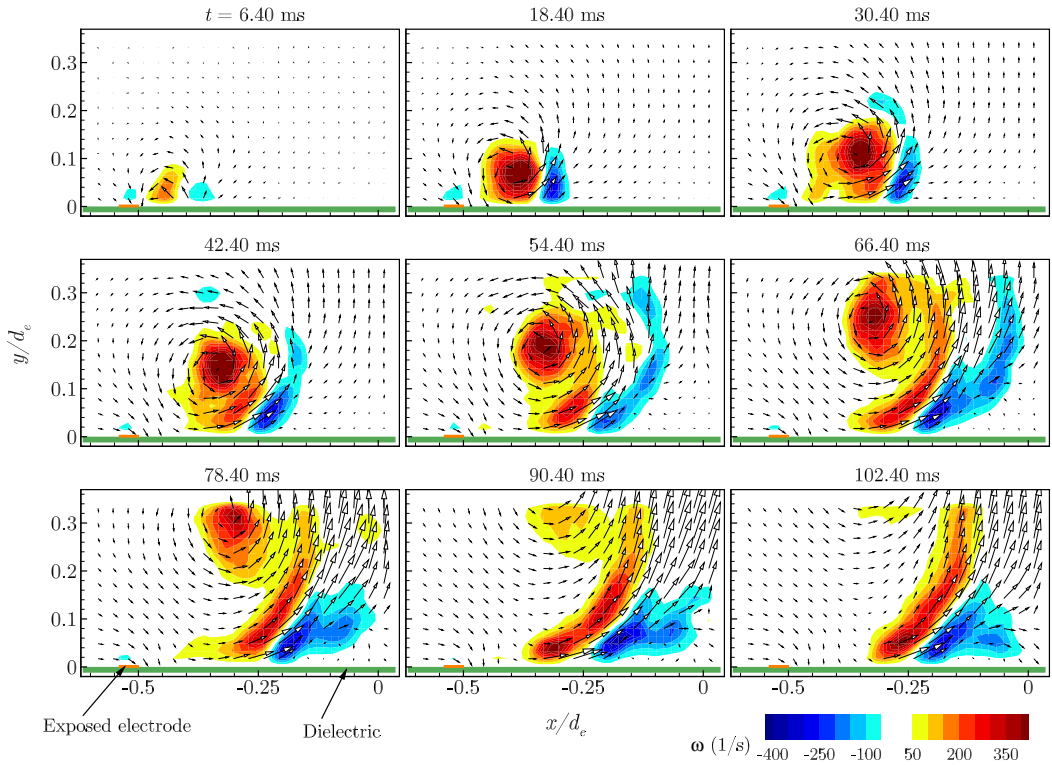 t = 6.40 ms 18.40 ms 30.40 ms
0.3
0.2
0.1
0
42.40 ms 54.40 ms 66.40 ms
0.3
0.2
0.1
0
y/d_e
78.40 ms 90.40 ms 102.40 ms
0.3
0.2
0.1
0
-0.5 -0.25 0 -0.5 -0.25 0 -0.5 -0.25 0
Exposed electrode Dielectric x/d_e
ω (1/s)
-400 -250 -100 50 200 350